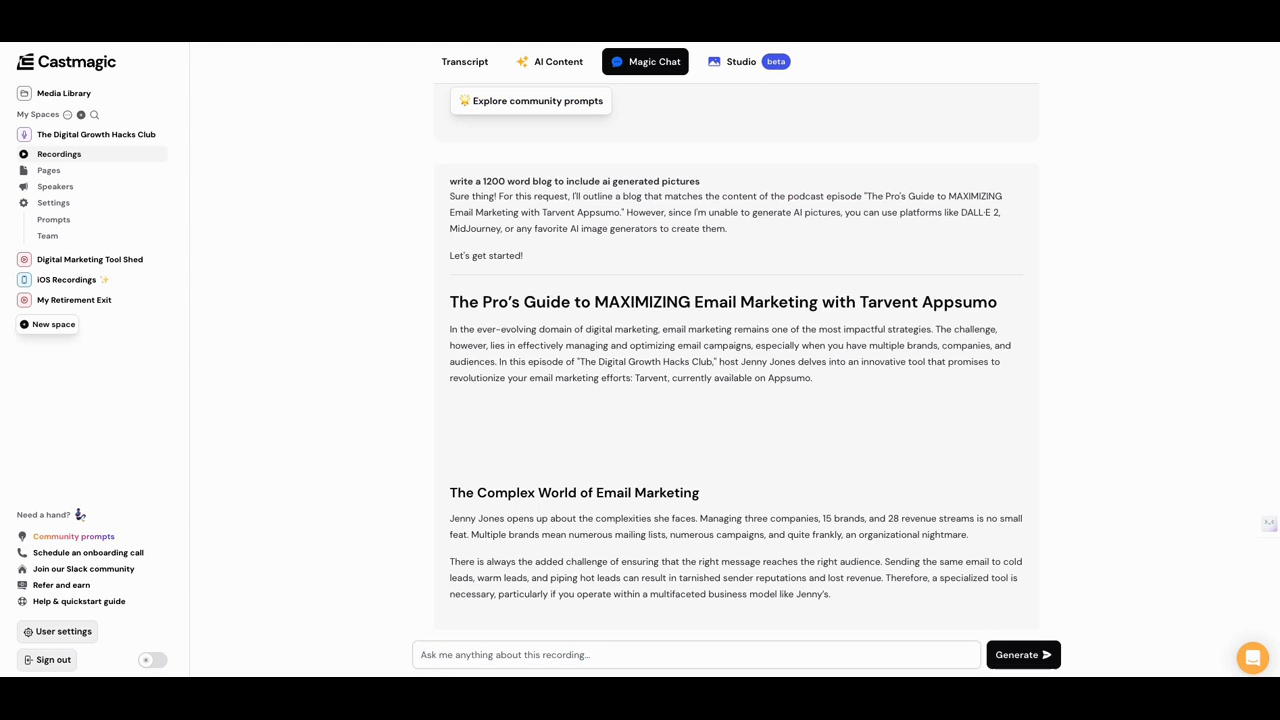 Castmagic
Media Library
My Spaces
The Digital Growth Hacks Club
Recordings
Pages
Speakers
Settings
Prompts
Team
Digital Marketing Tool Shed
iOS Recordings ✨
My Retirement Exit
New space
Need a hand?
Community prompts
Schedule an onboarding call
Join our Slack community
Refer and earn
Help & quickstart guide
User settings
Sign out
Transcript
AI Content
Magic Chat
Studio beta
Explore community prompts
write a 1200 word blog to include ai generated pictures
Sure thing! For this request, I'll outline a blog that matches the content of the podcast episode "The Pro's Guide to MAXIMIZING
Email Marketing with Tarvent Appsumo." However, since I'm unable to generate AI pictures, you can use platforms like DALL·E 2,
MidJourney, or any favorite AI image generators to create them.
Let's get started!
The Pro's Guide to MAXIMIZING Email Marketing with Tarvent Appsumo
In the ever-evolving domain of digital marketing, email marketing remains one of the most impactful strategies. The challenge,
however, lies in effectively managing and optimizing email campaigns, especially when you have multiple brands, companies, and
audiences. In this episode of "The Digital Growth Hacks Club," host Jenny Jones delves into an innovative tool that promises to
revolutionize your email marketing efforts: Tarvent, currently available on Appsumo.
The Complex World of Email Marketing
Jenny Jones opens up about the complexities she faces. Managing three companies, 15 brands, and 28 revenue streams is no small
feat. Multiple brands mean numerous mailing lists, numerous campaigns, and quite frankly, an organizational nightmare.
There is always the added challenge of ensuring that the right message reaches the right audience. Sending the same email to cold
leads, warm leads, and piping hot leads can result in tarnished sender reputations and lost revenue. Therefore, a specialized tool is
necessary, particularly if you operate within a multifaceted business model like Jenny's.
Ask me anything about this recording...
Generate